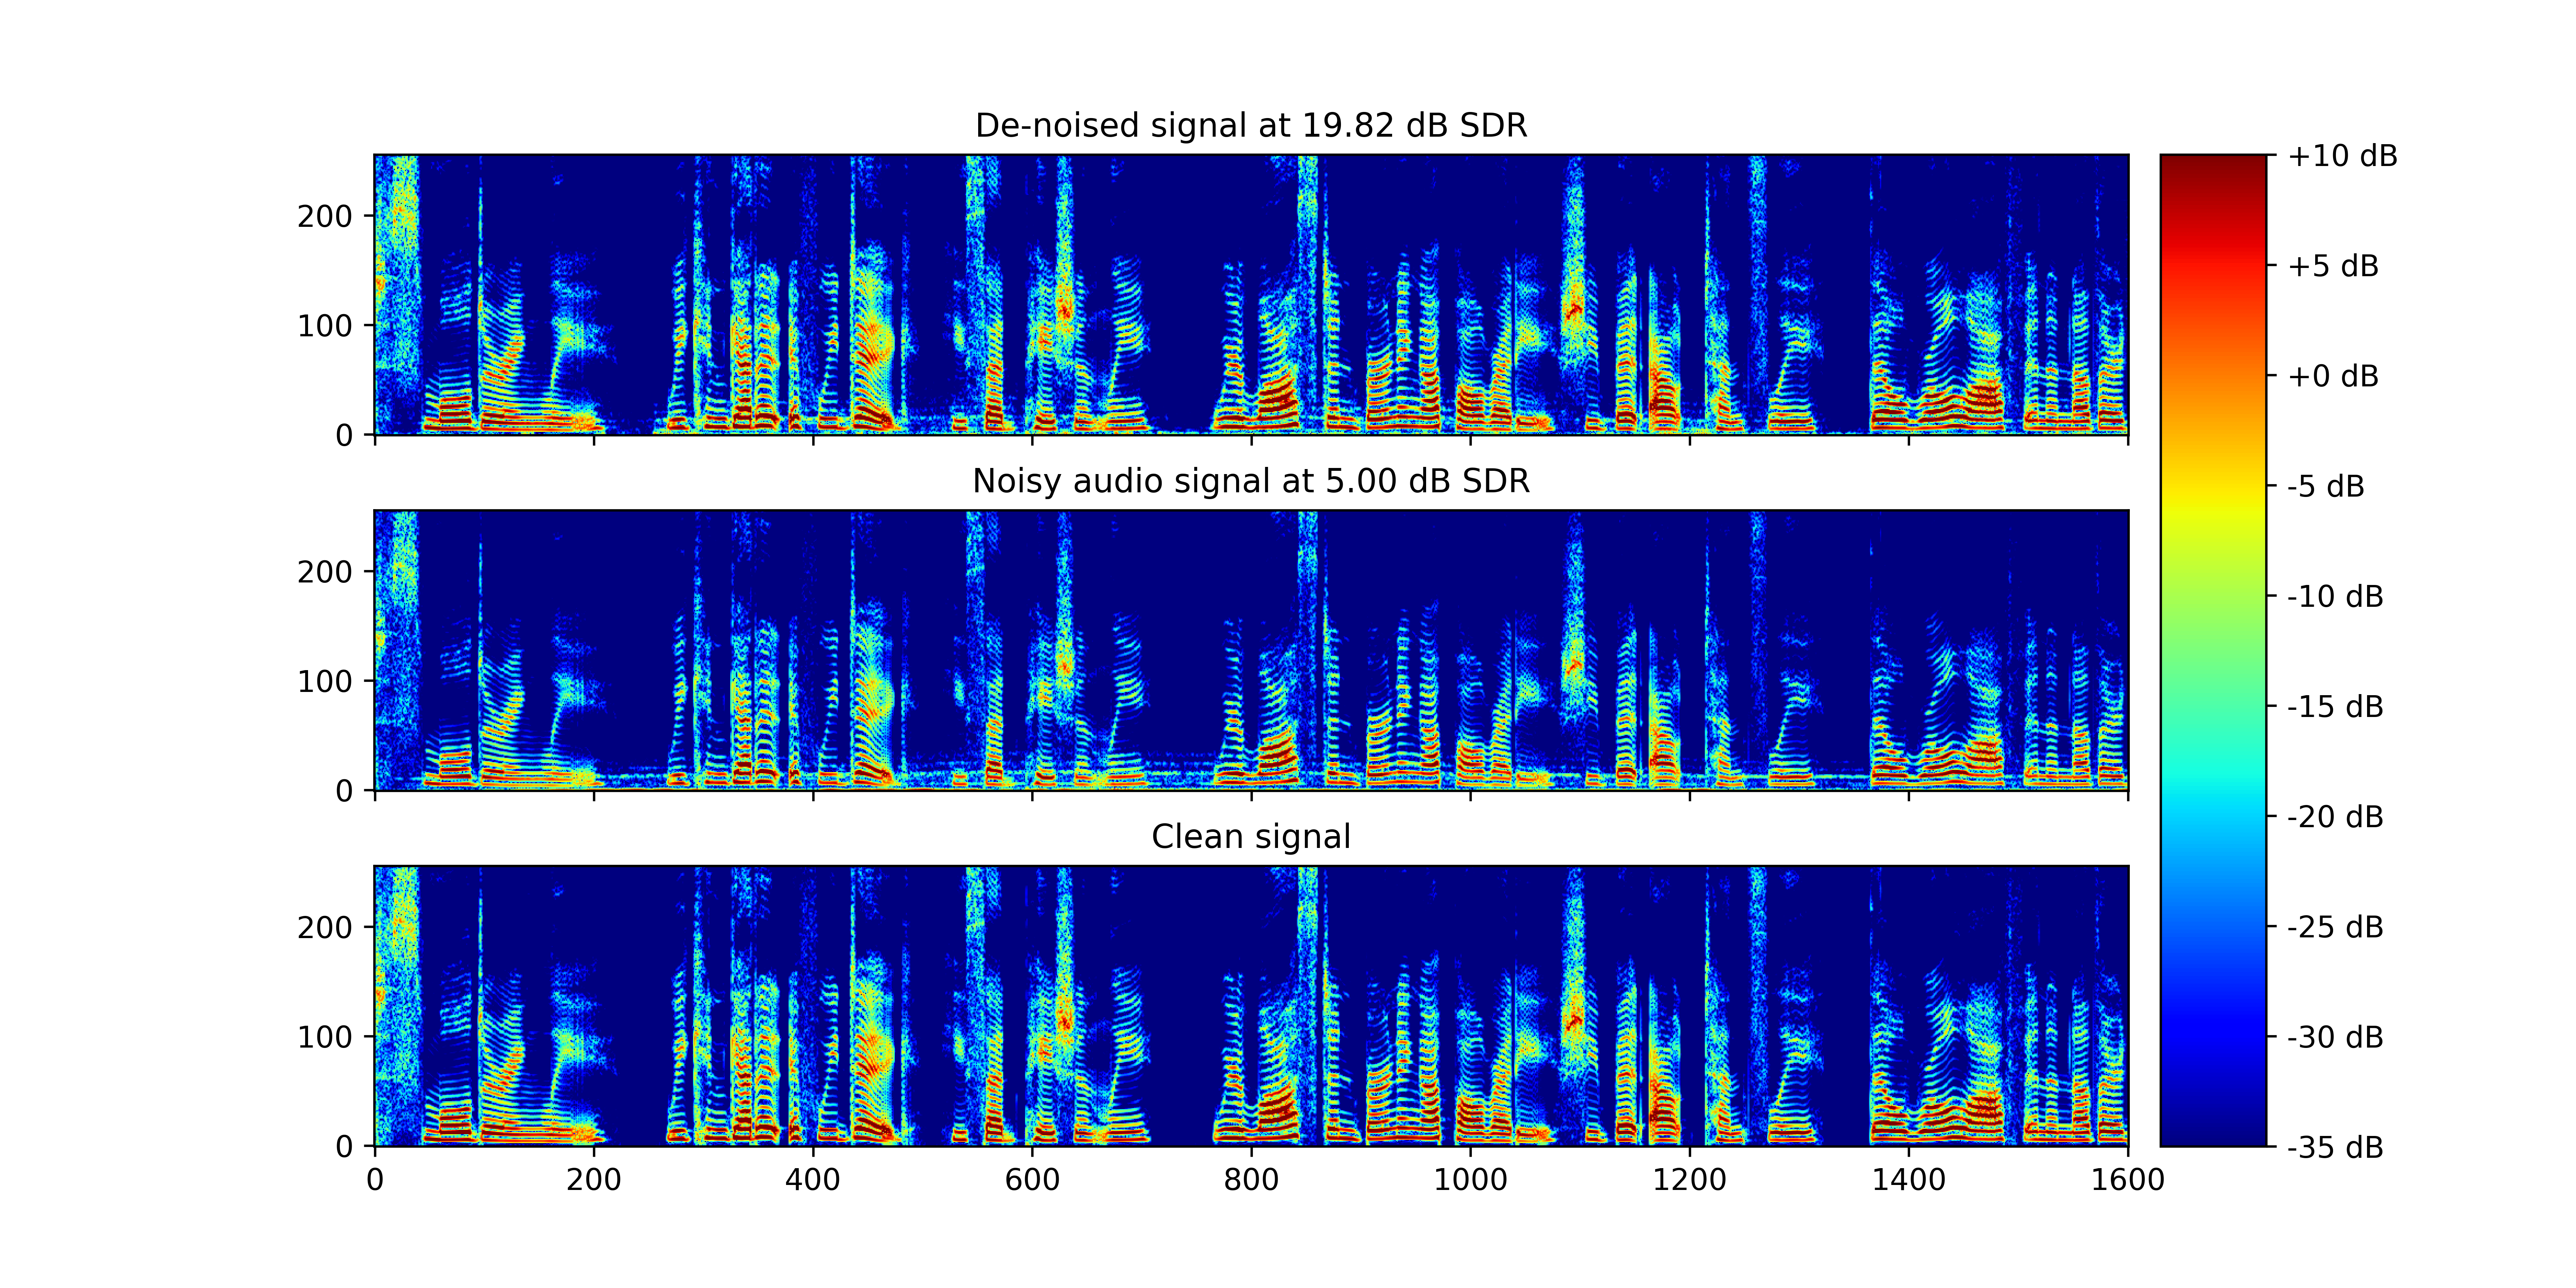 De-noised signal at 19.82 dB SDR
200
100
0
Noisy audio signal at 5.00 dB SDR
200
100
0
Clean signal
200
100
0
0 200 400 600 800 1000 1200 1400 1600
+10 dB
+5 dB
+0 dB
-5 dB
-10 dB
-15 dB
-20 dB
-25 dB
-30 dB
-35 dB